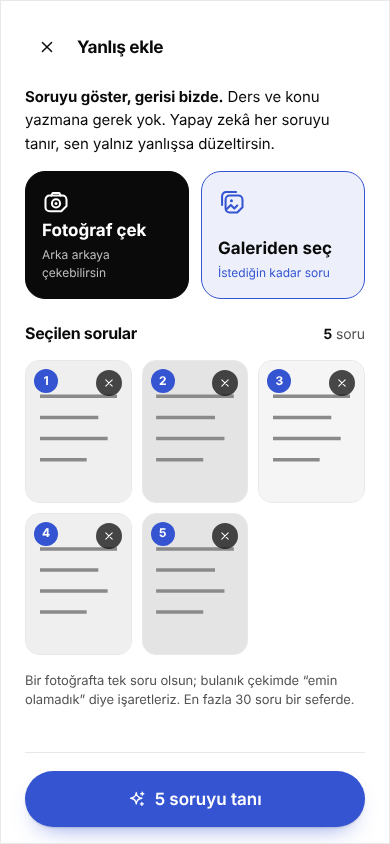 Yanlış ekle
Soruyu göster, gerisi bizde. Ders ve konu
yazmana gerek yok. Yapay zekâ her soruyu
tanır, sen yalnız yanlışsa düzeltirsin.
Fotoğraf çek
Arka arkaya
çekebilirsin
Galeriden seç
İstediğin kadar soru
Seçilen sorular
5 soru
1
2
3
4
5
Bir fotoğrafta tek soru olsun; bulanık çekimde “emin
olamadık” diye işaretleriz. En fazla 30 soru bir seferde.
5 soruyu tanı